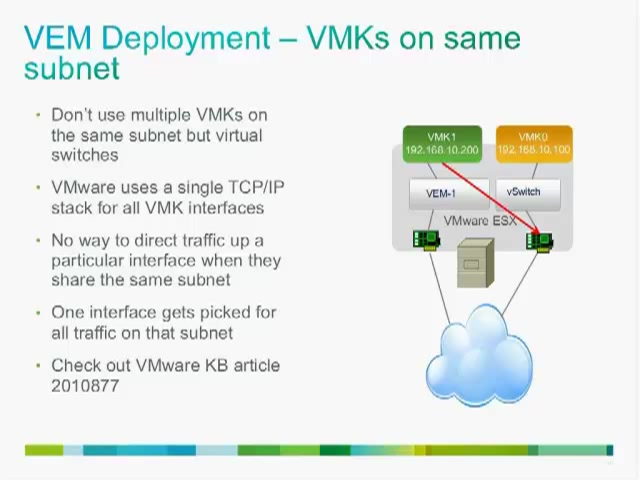 VEM Deployment – VMKs on same
subnet
• Don't use multiple VMKs on
the same subnet but virtual
switches
• VMware uses a single TCP/IP
stack for all VMK interfaces
• No way to direct traffic up a
particular interface when they
share the same subnet
• One interface gets picked for
all traffic on that subnet
• Check out VMware KB article
2010877
VMK1
192.168.10.200
VMK0
192.168.10.100
VEM-1
vSwitch
VMware ESX